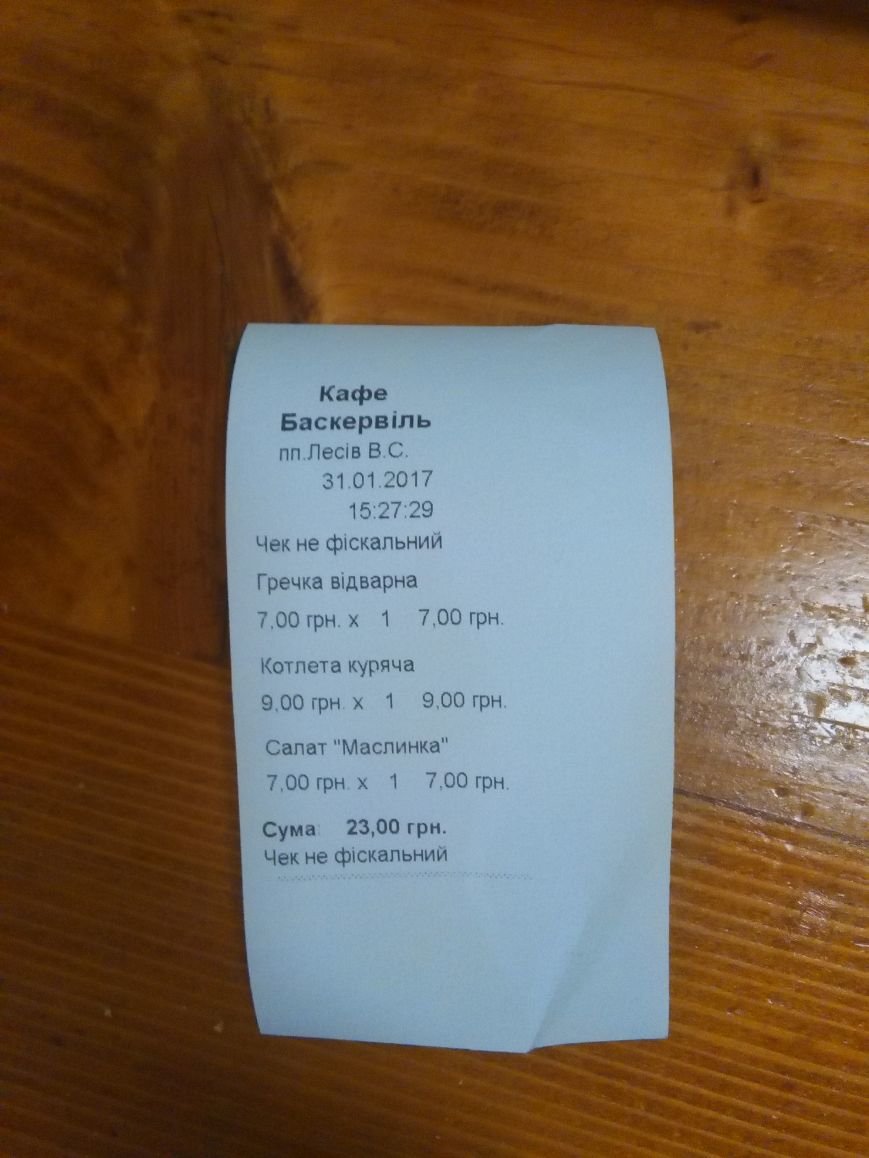 Кафе
Баскервіль
пп.Лесів В.С.
31.01.2017
15:27:29
Чек не фіскальний
Гречка відварна
7,00 грн. x 1 7,00 грн.
Котлета куряча
9,00 грн. x 1 9,00 грн.
Салат "Маслинка"
7,00 грн. x 1 7,00 грн.
Сума: 23,00 грн.
Чек не фіскальний